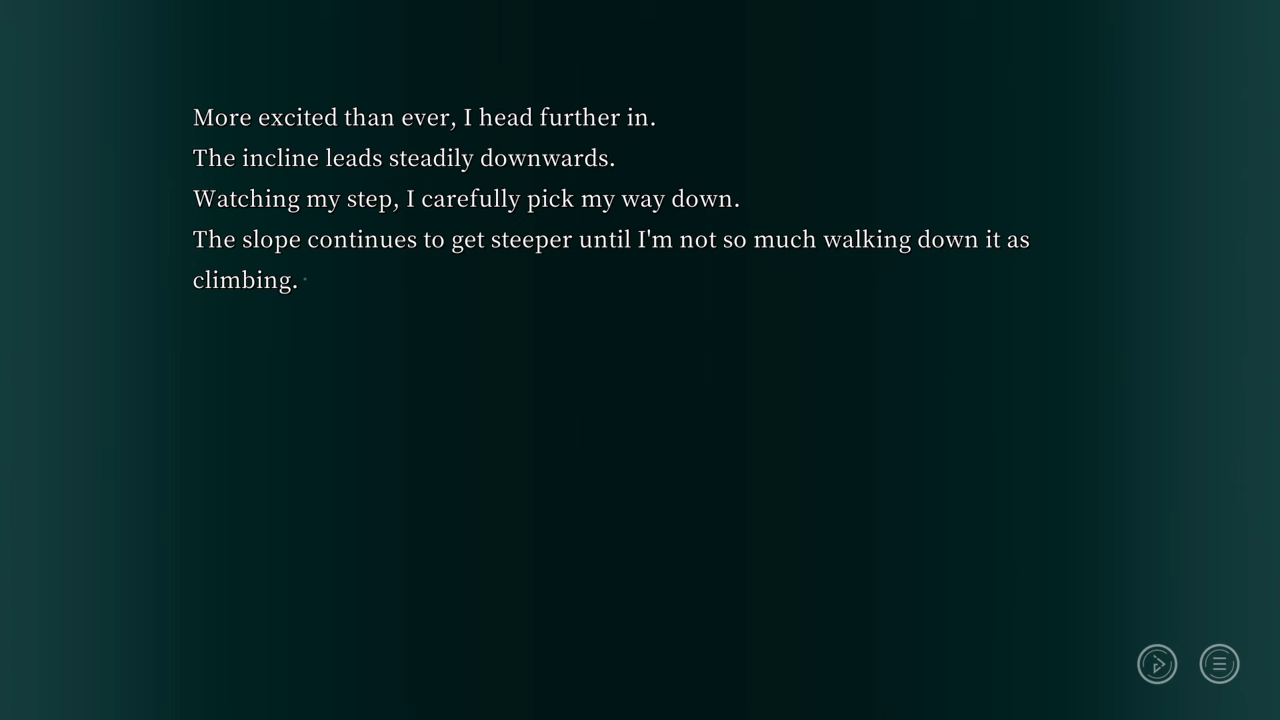 More excited than ever, I head further in.
The incline leads steadily downwards.
Watching my step, I carefully pick my way down.
The slope continues to get steeper until I'm not so much walking down it as
climbing.